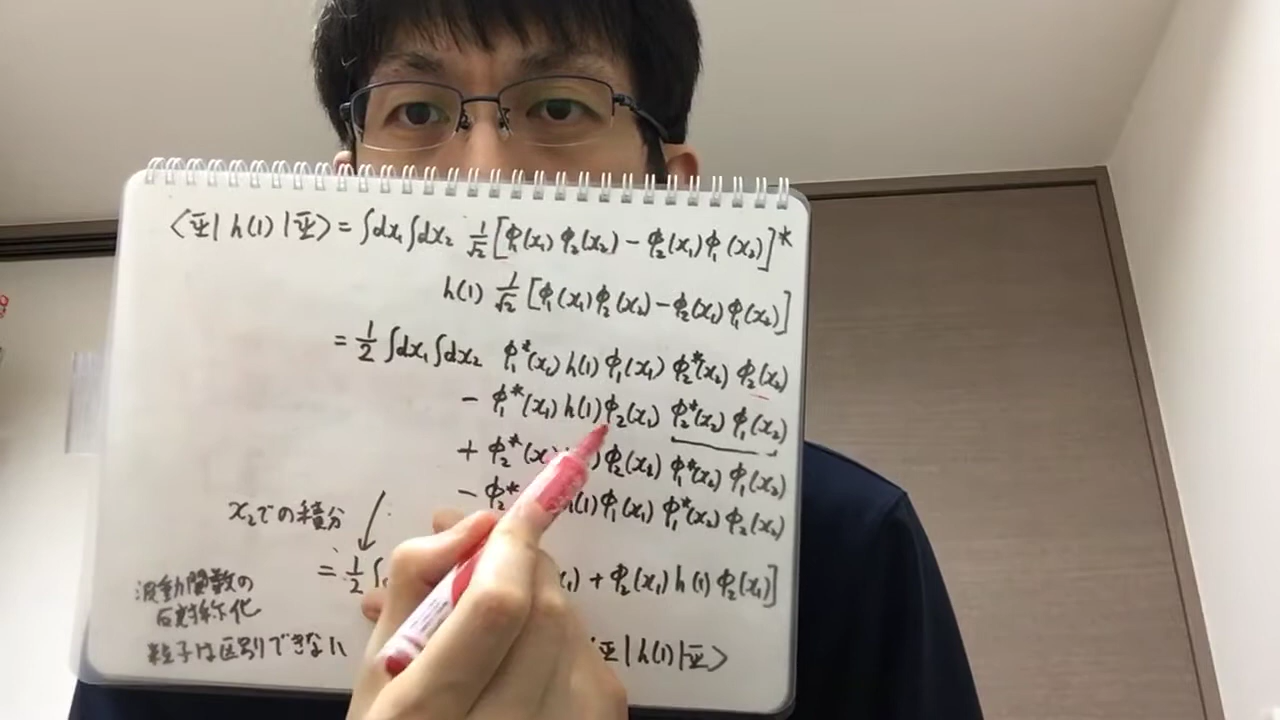 ⟨Φ| h(1) |Φ⟩ = ∫dx₁∫dx₂ 1/√2 [φ₁(x₁) φ₂(x₂) − φ₂(x₁) φ₁(x₂)]*
h(1) 1/√2 [φ₁(x₁) φ₂(x₂) − φ₂(x₁) φ₁(x₂)]
= 1/2 ∫dx₁∫dx₂ φ₁*(x₁) h(1) φ₁(x₁) φ₂*(x₂) φ₂(x₂)
− φ₁*(x₁) h(1) φ₂(x₁) φ₂*(x₂) φ₁(x₂)
+ φ₂*(x ) φ₂(x₁) φ₁*(x₂) φ₁(x₂)
− φ₂* h(1) φ₁(x₁) φ₁*(x₂) φ₂(x₂)
x₂での積分
= 1/2 ∫ x₁) + φ₂(x₁) h(1) φ₂(x₁)]
波動関数の
反対称化
粒子は区別できない
Φ| h(1) |Φ⟩